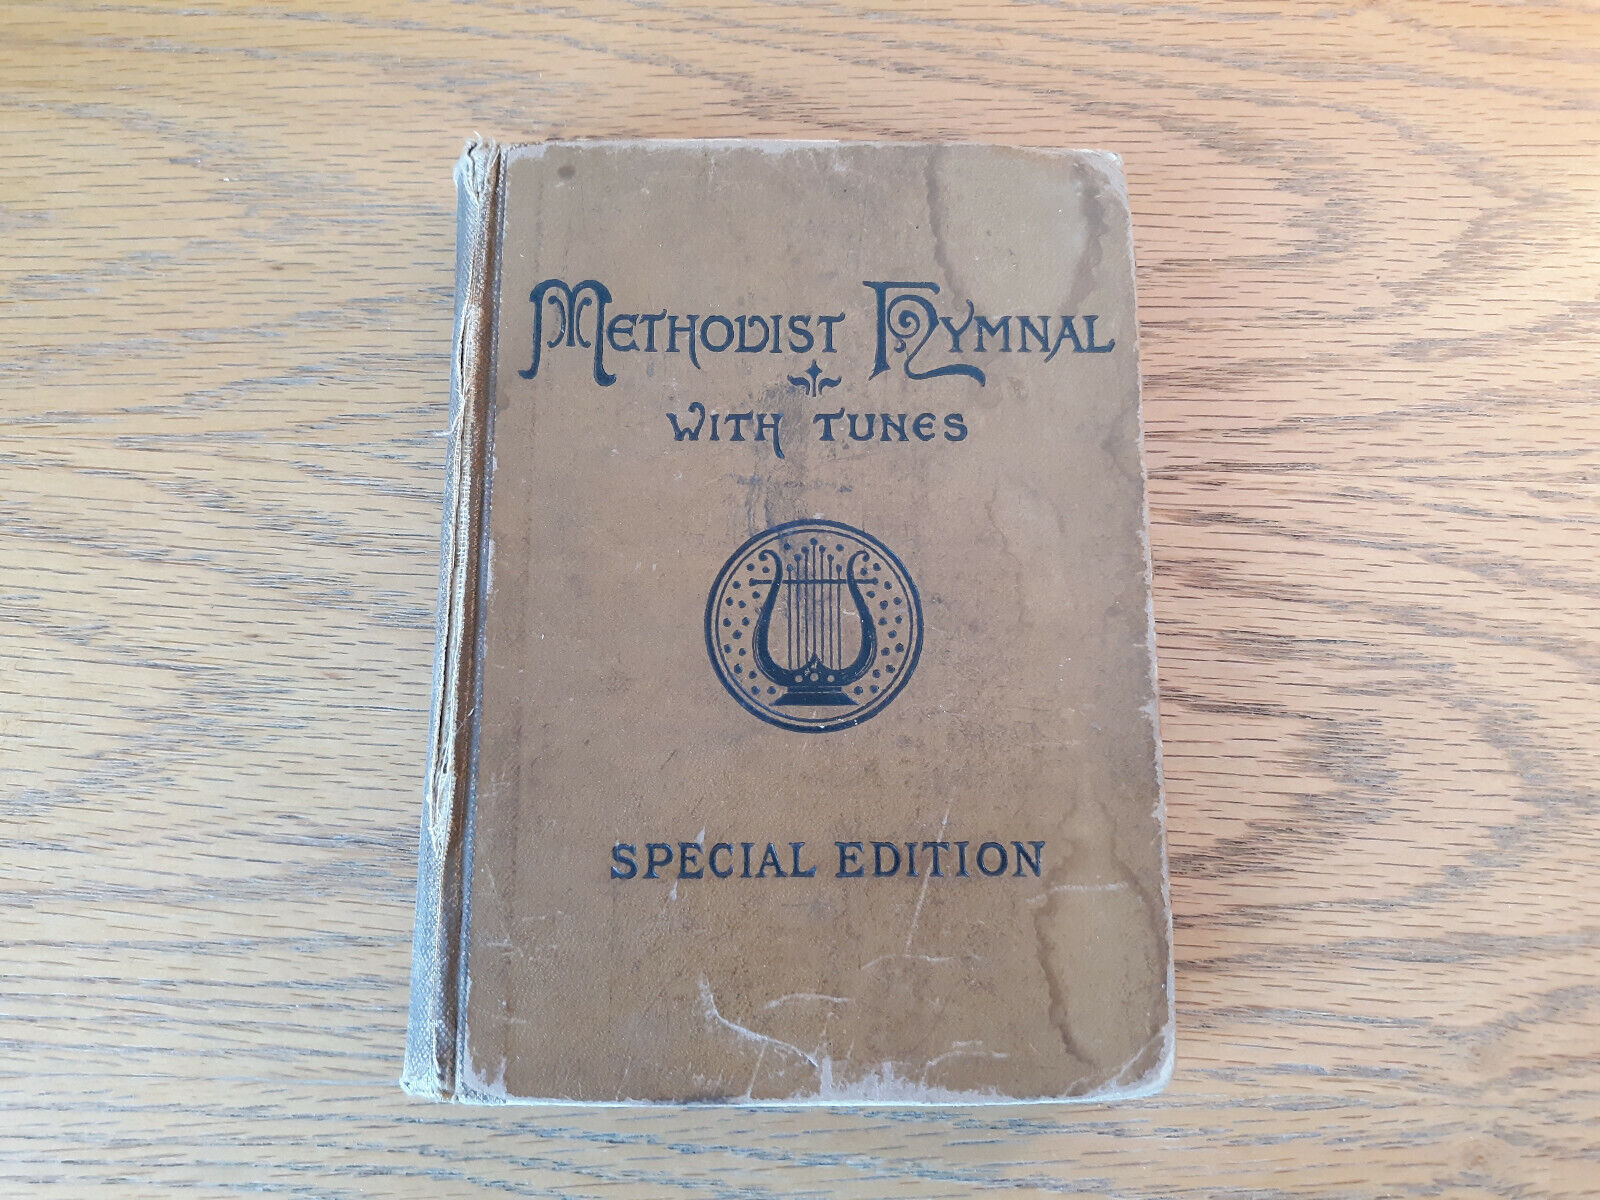 METHODIST HYMNAL
WITH TUNES
SPECIAL EDITION